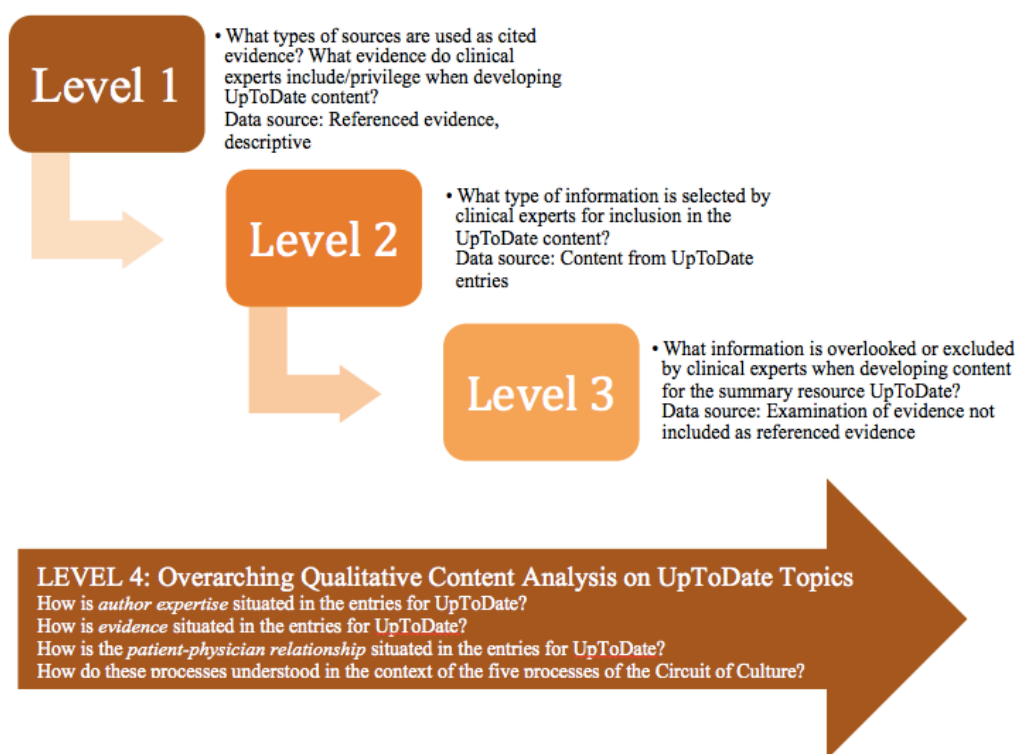 Level 1
• What types of sources are used as cited
evidence? What evidence do clinical
experts include/privilege when developing
UpToDate content?
Data source: Referenced evidence,
descriptive
Level 2
• What type of information is selected by
clinical experts for inclusion in the
UpToDate content?
Data source: Content from UpToDate
entries
Level 3
• What information is overlooked or excluded
by clinical experts when developing content
for the summary resource UpToDate?
Data source: Examination of evidence not
included as referenced evidence
LEVEL 4: Overarching Qualitative Content Analysis on UpToDate Topics
How is author expertise situated in the entries for UpToDate?
How is evidence situated in the entries for UpToDate?
How is the patient-physician relationship situated in the entries for UpToDate?
How do these processes understood in the context of the five processes of the Circuit of Culture?